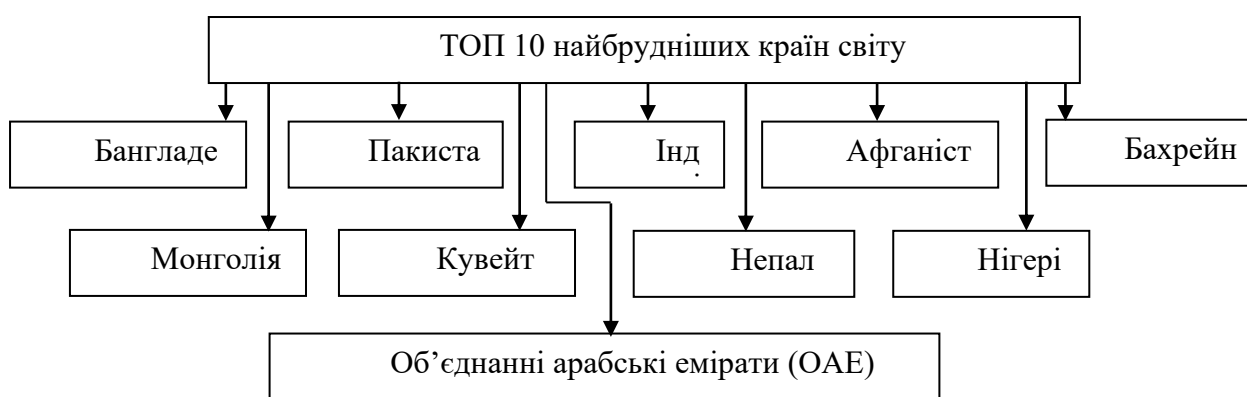 ТОП 10 найбрудніших країн світу
Бангладе
Пакиста
Інд
Афганіст
Бахрейн
Монголія
Кувейт
Непал
Нігері
Об’єднанні арабські емірати (ОАЕ)